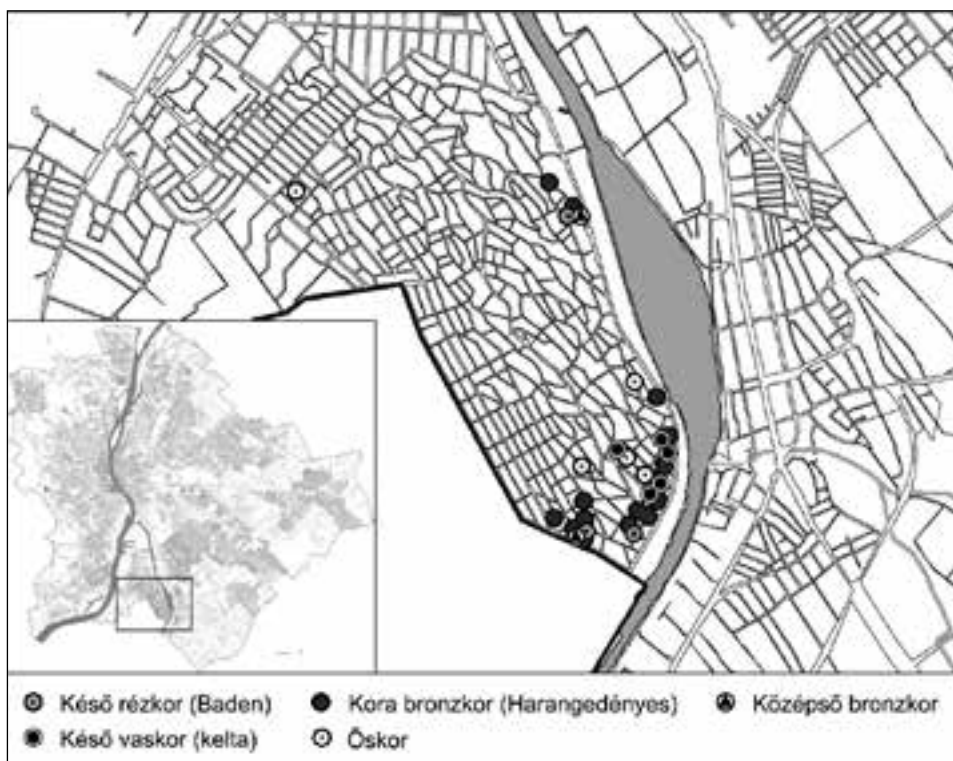 Késő rézkor (Baden) Kora bronzkor (Harangedényes) Középső bronzkor
Késő vaskor (kelta) Őskor